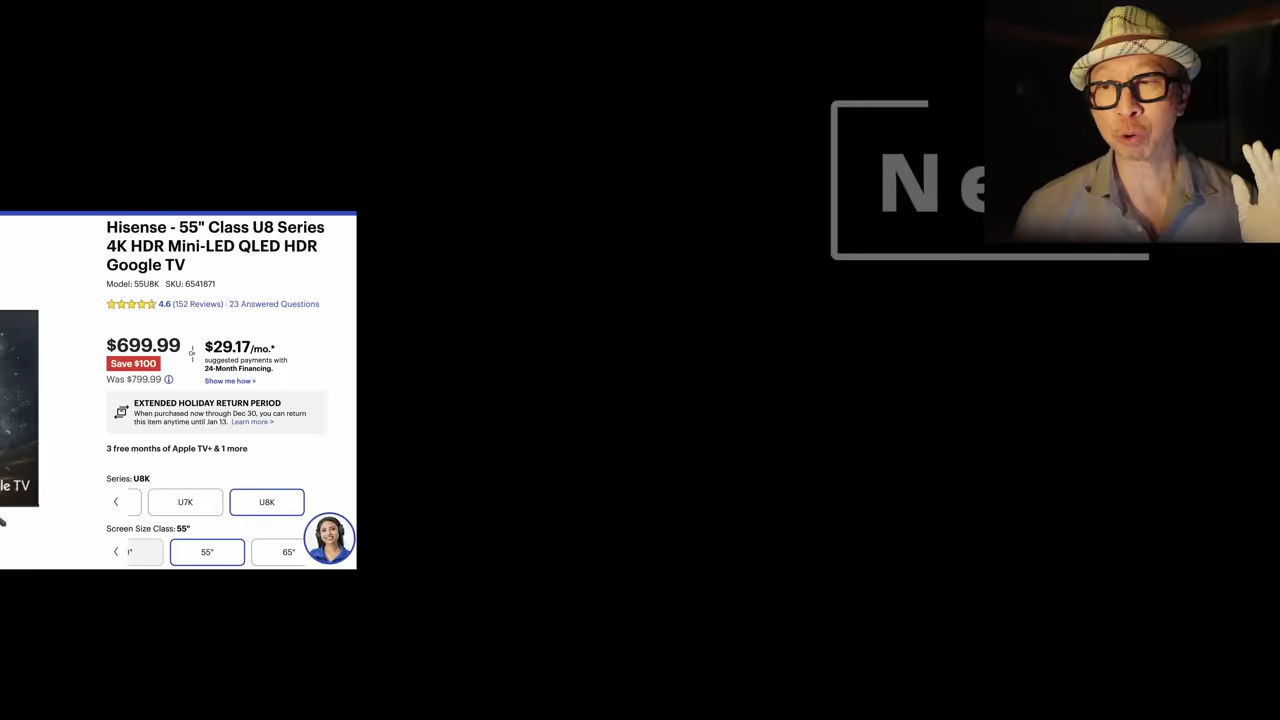 Hisense - 55" Class U8 Series
4K HDR Mini-LED QLED HDR
Google TV
Model: 55U8K SKU: 6541871
4.6 (152 Reviews) | 23 Answered Questions
$699.99
Or
$29.17/mo.*
Save $100
suggested payments with
24-Month Financing.
Was $799.99
Show me how >
EXTENDED HOLIDAY RETURN PERIOD
When purchased now through Dec 30, you can return
this item anytime until Jan 13. Learn more >
3 free months of Apple TV+ & 1 more
le TV
Series: U8K
U7K
U8K
Screen Size Class: 55"
55"
65"
Ne